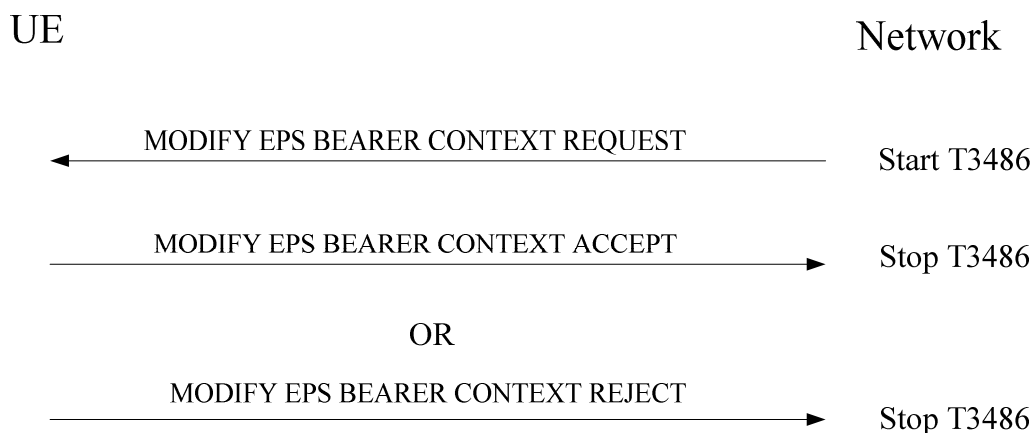 UE
Network
MODIFY EPS BEARER CONTEXT REQUEST
Start T3486
MODIFY EPS BEARER CONTEXT ACCEPT
Stop T3486
OR
MODIFY EPS BEARER CONTEXT REJECT
Stop T3486